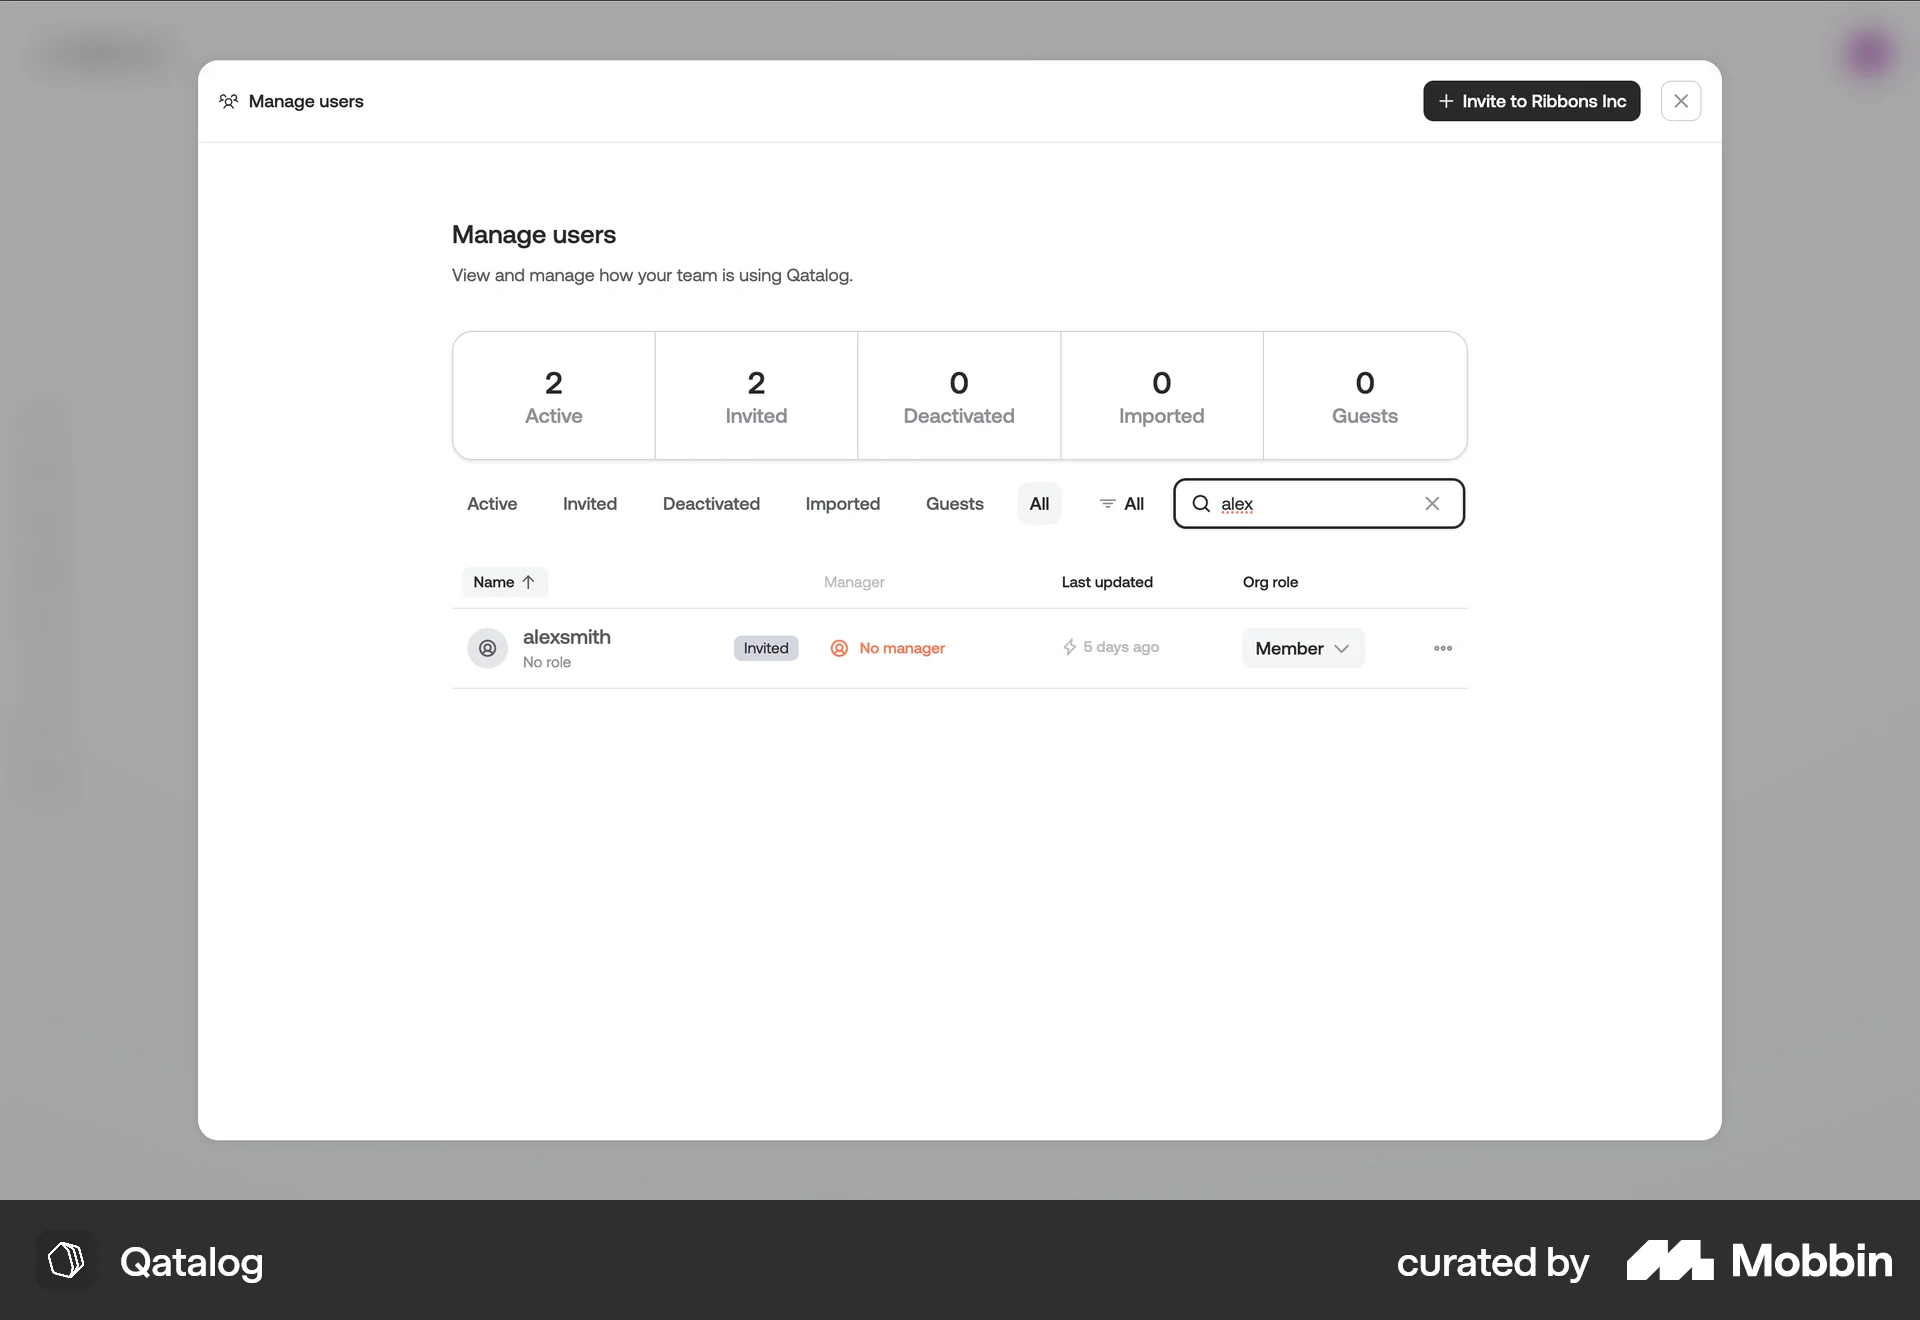 Manage users
Invite to Ribbons Inc
Manage users
View and manage how your team is using Qatalog.
2 2 0 0 0
Active Invited Deactivated Imported Guests
Active Invited Deactivated Imported Guests All All alex
Name Manager Last updated Org role
alexsmith
No role
Invited No manager 5 days ago Member
Qatalog
curated by Mobbin